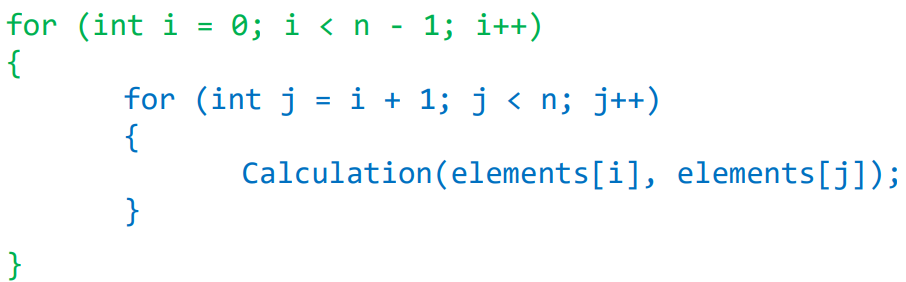 for (int i = 0; i < n - 1; i++)
{
for (int j = i + 1; j < n; j++)
{
Calculation(elements[i], elements[j]);
}
}